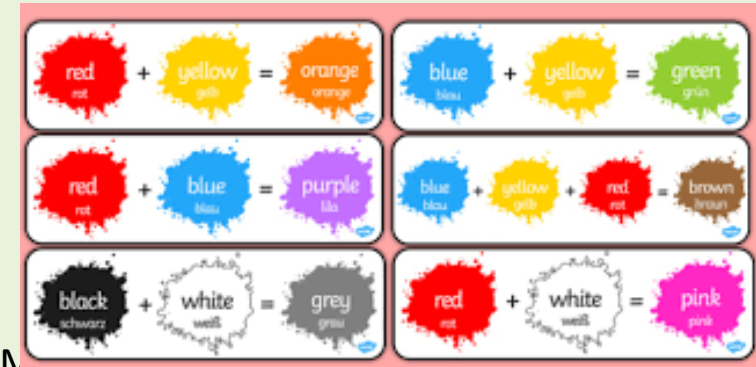 red + yellow = orange
rot gelb orange
blue + yellow = green
blau gelb grün
red + blue = purple
rot blau lila
blue + yellow + red = brown
blau gelb rot braun
black + white = grey
schwarz weiß grau
red + white = pink
rot weiß pink